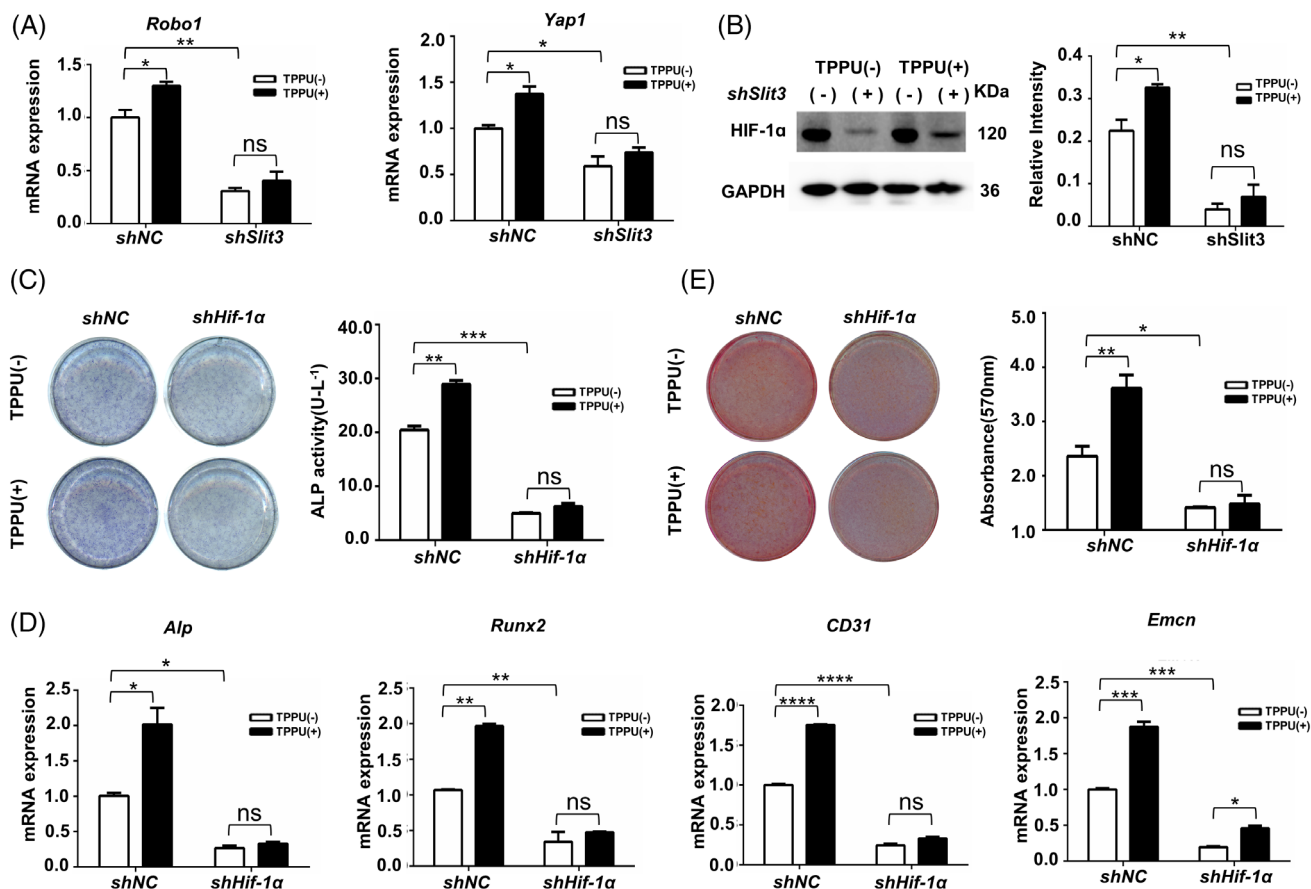 (A)
Robo1
**
*
ns
TPPU(-)
TPPU(+)
mRNA expression
1.5
1.0
0.5
0.0
shNC
shSlit3
Yap1
*
*
ns
TPPU(-)
TPPU(+)
mRNA expression
2.0
1.5
1.0
0.5
0.0
shNC
shSlit3
(B)
TPPU(-) TPPU(+)
shSlit3 (-) (+) (-) (+) KDa
HIF-1α 120
GAPDH 36
**
*
ns
TPPU(-)
TPPU(+)
Relative Intensity
0.4
0.3
0.2
0.1
0.0
shNC
shSlit3
(C)
shNC shHif-1α
TPPU(-)
TPPU(+)
***
**
ns
TPPU(-)
TPPU(+)
ALP activity(U-L-1)
40.0
30.0
20.0
10.0
0.0
shNC
shHif-1α
(E)
shNC shHif-1α
TPPU(-)
TPPU(+)
*
**
ns
TPPU(-)
TPPU(+)
Absorbance(570nm)
5.0
4.0
3.0
2.0
1.0
shNC
shHif-1α
(D)
Alp
*
*
ns
TPPU(-)
TPPU(+)
mRNA expression
2.5
2.0
1.5
1.0
0.5
0.0
shNC
shHif-1α
Runx2
**
**
ns
TPPU(-)
TPPU(+)
mRNA expression
2.5
2.0
1.5
1.0
0.5
0.0
shNC
shHif-1α
CD31
****
****
ns
TPPU(-)
TPPU(+)
mRNA expression
2.5
2.0
1.5
1.0
0.5
0.0
shNC
shHif-1α
Emcn
***
***
*
TPPU(-)
TPPU(+)
mRNA expression
2.5
2.0
1.5
1.0
0.5
0.0
shNC
shHif-1α